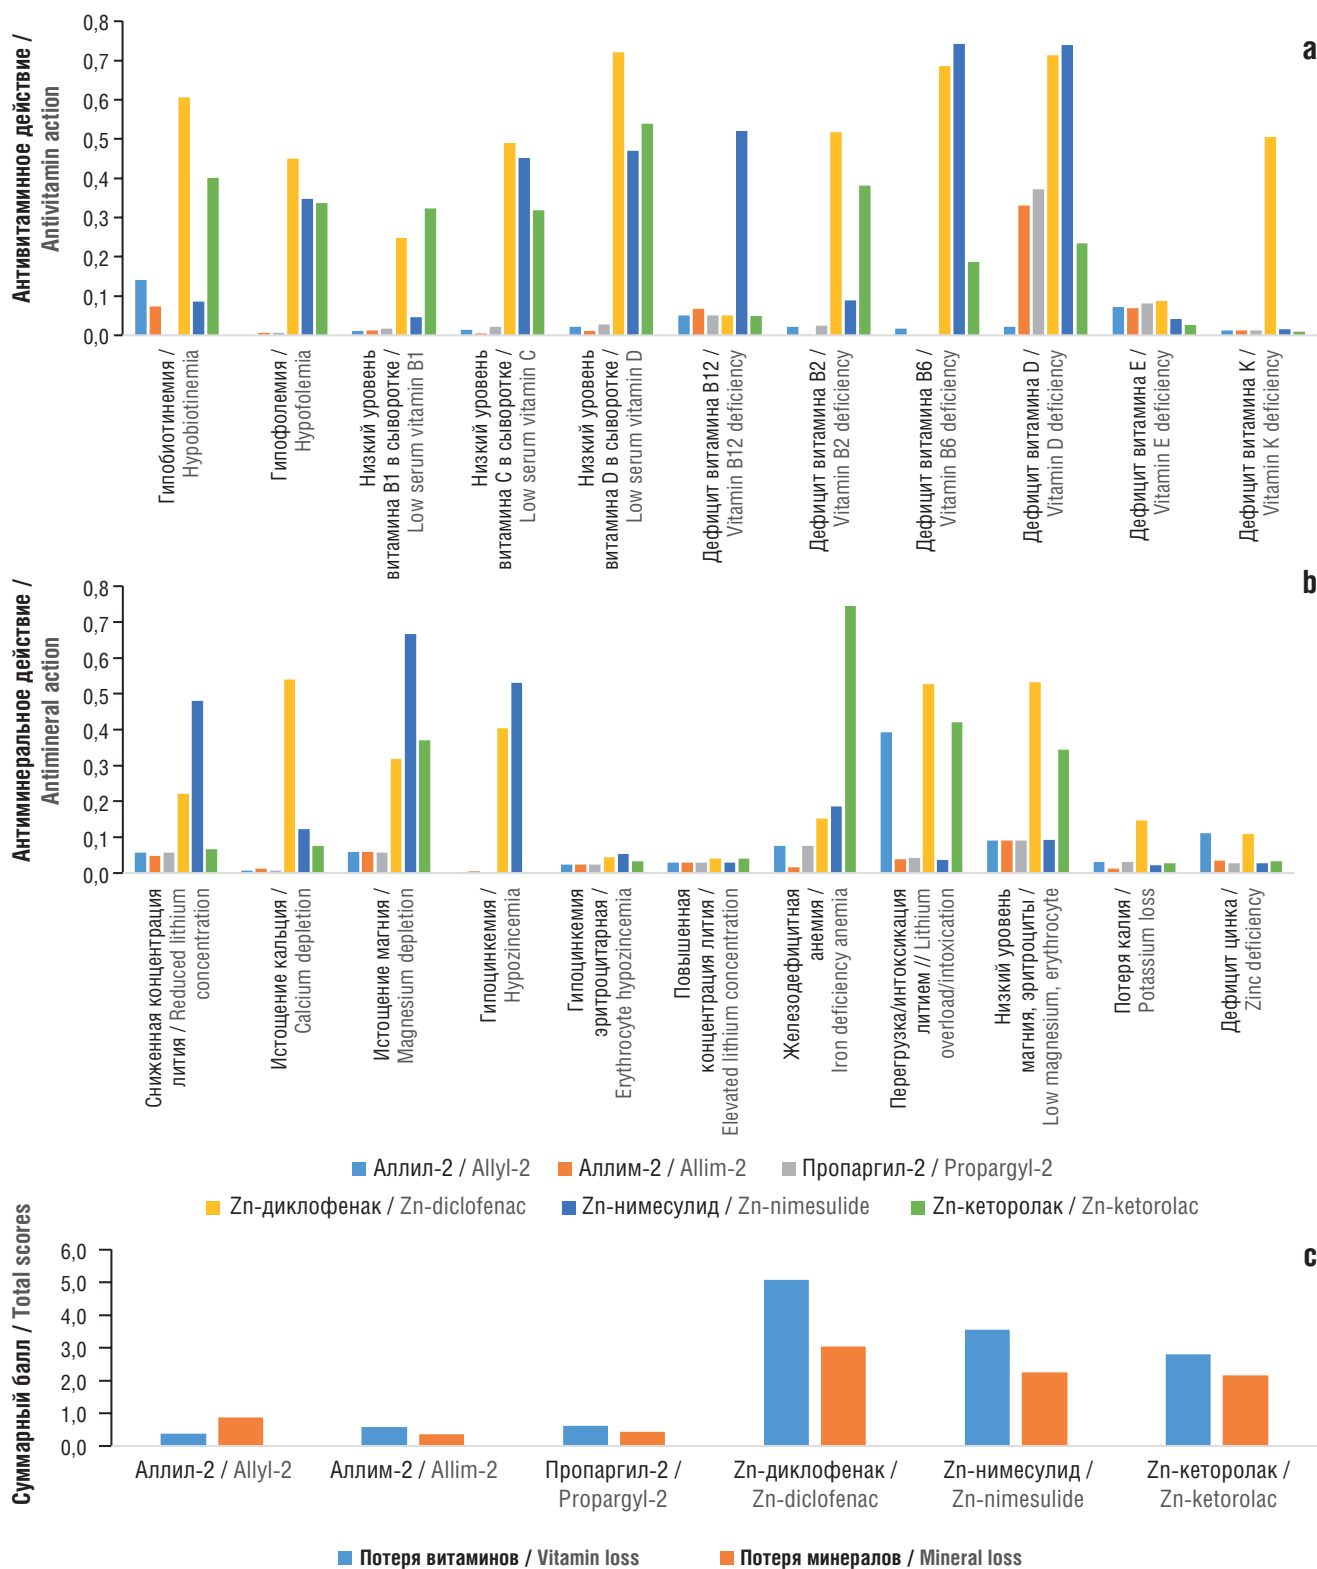 Антивитаминное действие /
Antivitamin action
0,8
0,7
0,6
0,5
0,4
0,3
0,2
0,1
0,0
a
Гипобиотинемия /
Hypobiotinemia
Гипофолемия /
Hypofolemia
Низкий уровень
витамина B1 в сыворотке /
Low serum vitamin B1
Низкий уровень
витамина C в сыворотке /
Low serum vitamin C
Низкий уровень
витамина D в сыворотке /
Low serum vitamin D
Дефицит витамина B12 /
Vitamin B12 deficiency
Дефицит витамина B2 /
Vitamin B2 deficiency
Дефицит витамина B6 /
Vitamin B6 deficiency
Дефицит витамина D /
Vitamin D deficiency
Дефицит витамина E /
Vitamin E deficiency
Дефицит витамина K /
Vitamin K deficiency
Антиминеральное действие /
Antimineral action
0,8
0,7
0,6
0,5
0,4
0,3
0,2
0,1
0,0
b
Сниженная концентрация
лития / Reduced lithium
concentration
Истощение кальция /
Calcium depletion
Истощение магния /
Magnesium depletion
Гипоцинкемия /
Hypozincemia
Гипоцинкемия
эритроцитарная /
Erythrocyte hypozincemia
Повышенная
концентрация лития /
Elevated lithium concentration
Железодефицитная
анемия /
Iron deficiency anemia
Перегрузка/интоксикация
литием // Lithium
overload/intoxication
Низкий уровень
магния, эритроциты /
Low magnesium, erythrocyte
Потеря калия /
Potassium loss
Дефицит цинка /
Zinc deficiency
Аллил-2 / Allyl-2
Аллим-2 / Allim-2
Пропаргил-2 / Propargyl-2
Zn-диклофенак / Zn-diclofenac
Zn-нимесулид / Zn-nimesulide
Zn-кеторолак / Zn-ketorolac
Суммарный балл / Total scores
6,0
5,0
4,0
3,0
2,0
1,0
0,0
c
Аллил-2 / Allyl-2
Аллим-2 / Allim-2
Пропаргил-2 /
Propargyl-2
Zn-диклофенак /
Zn-diclofenac
Zn-нимесулид /
Zn-nimesulide
Zn-кеторолак /
Zn-ketorolac
Потеря витаминов / Vitamin loss
Потеря минералов / Mineral loss